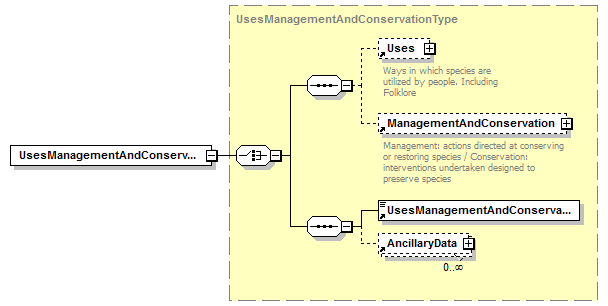 UsesManagementAndConservationType
Uses
Ways in which species are
utilized by people. Including
Folklore
ManagementAndConservation
Management: actions directed at conserving
or restoring species / Conservation:
interventions undertaken designed to
preserve species
UsesManagementAndConserv...
UsesManagementAndConserva...
AncillaryData
0..∞